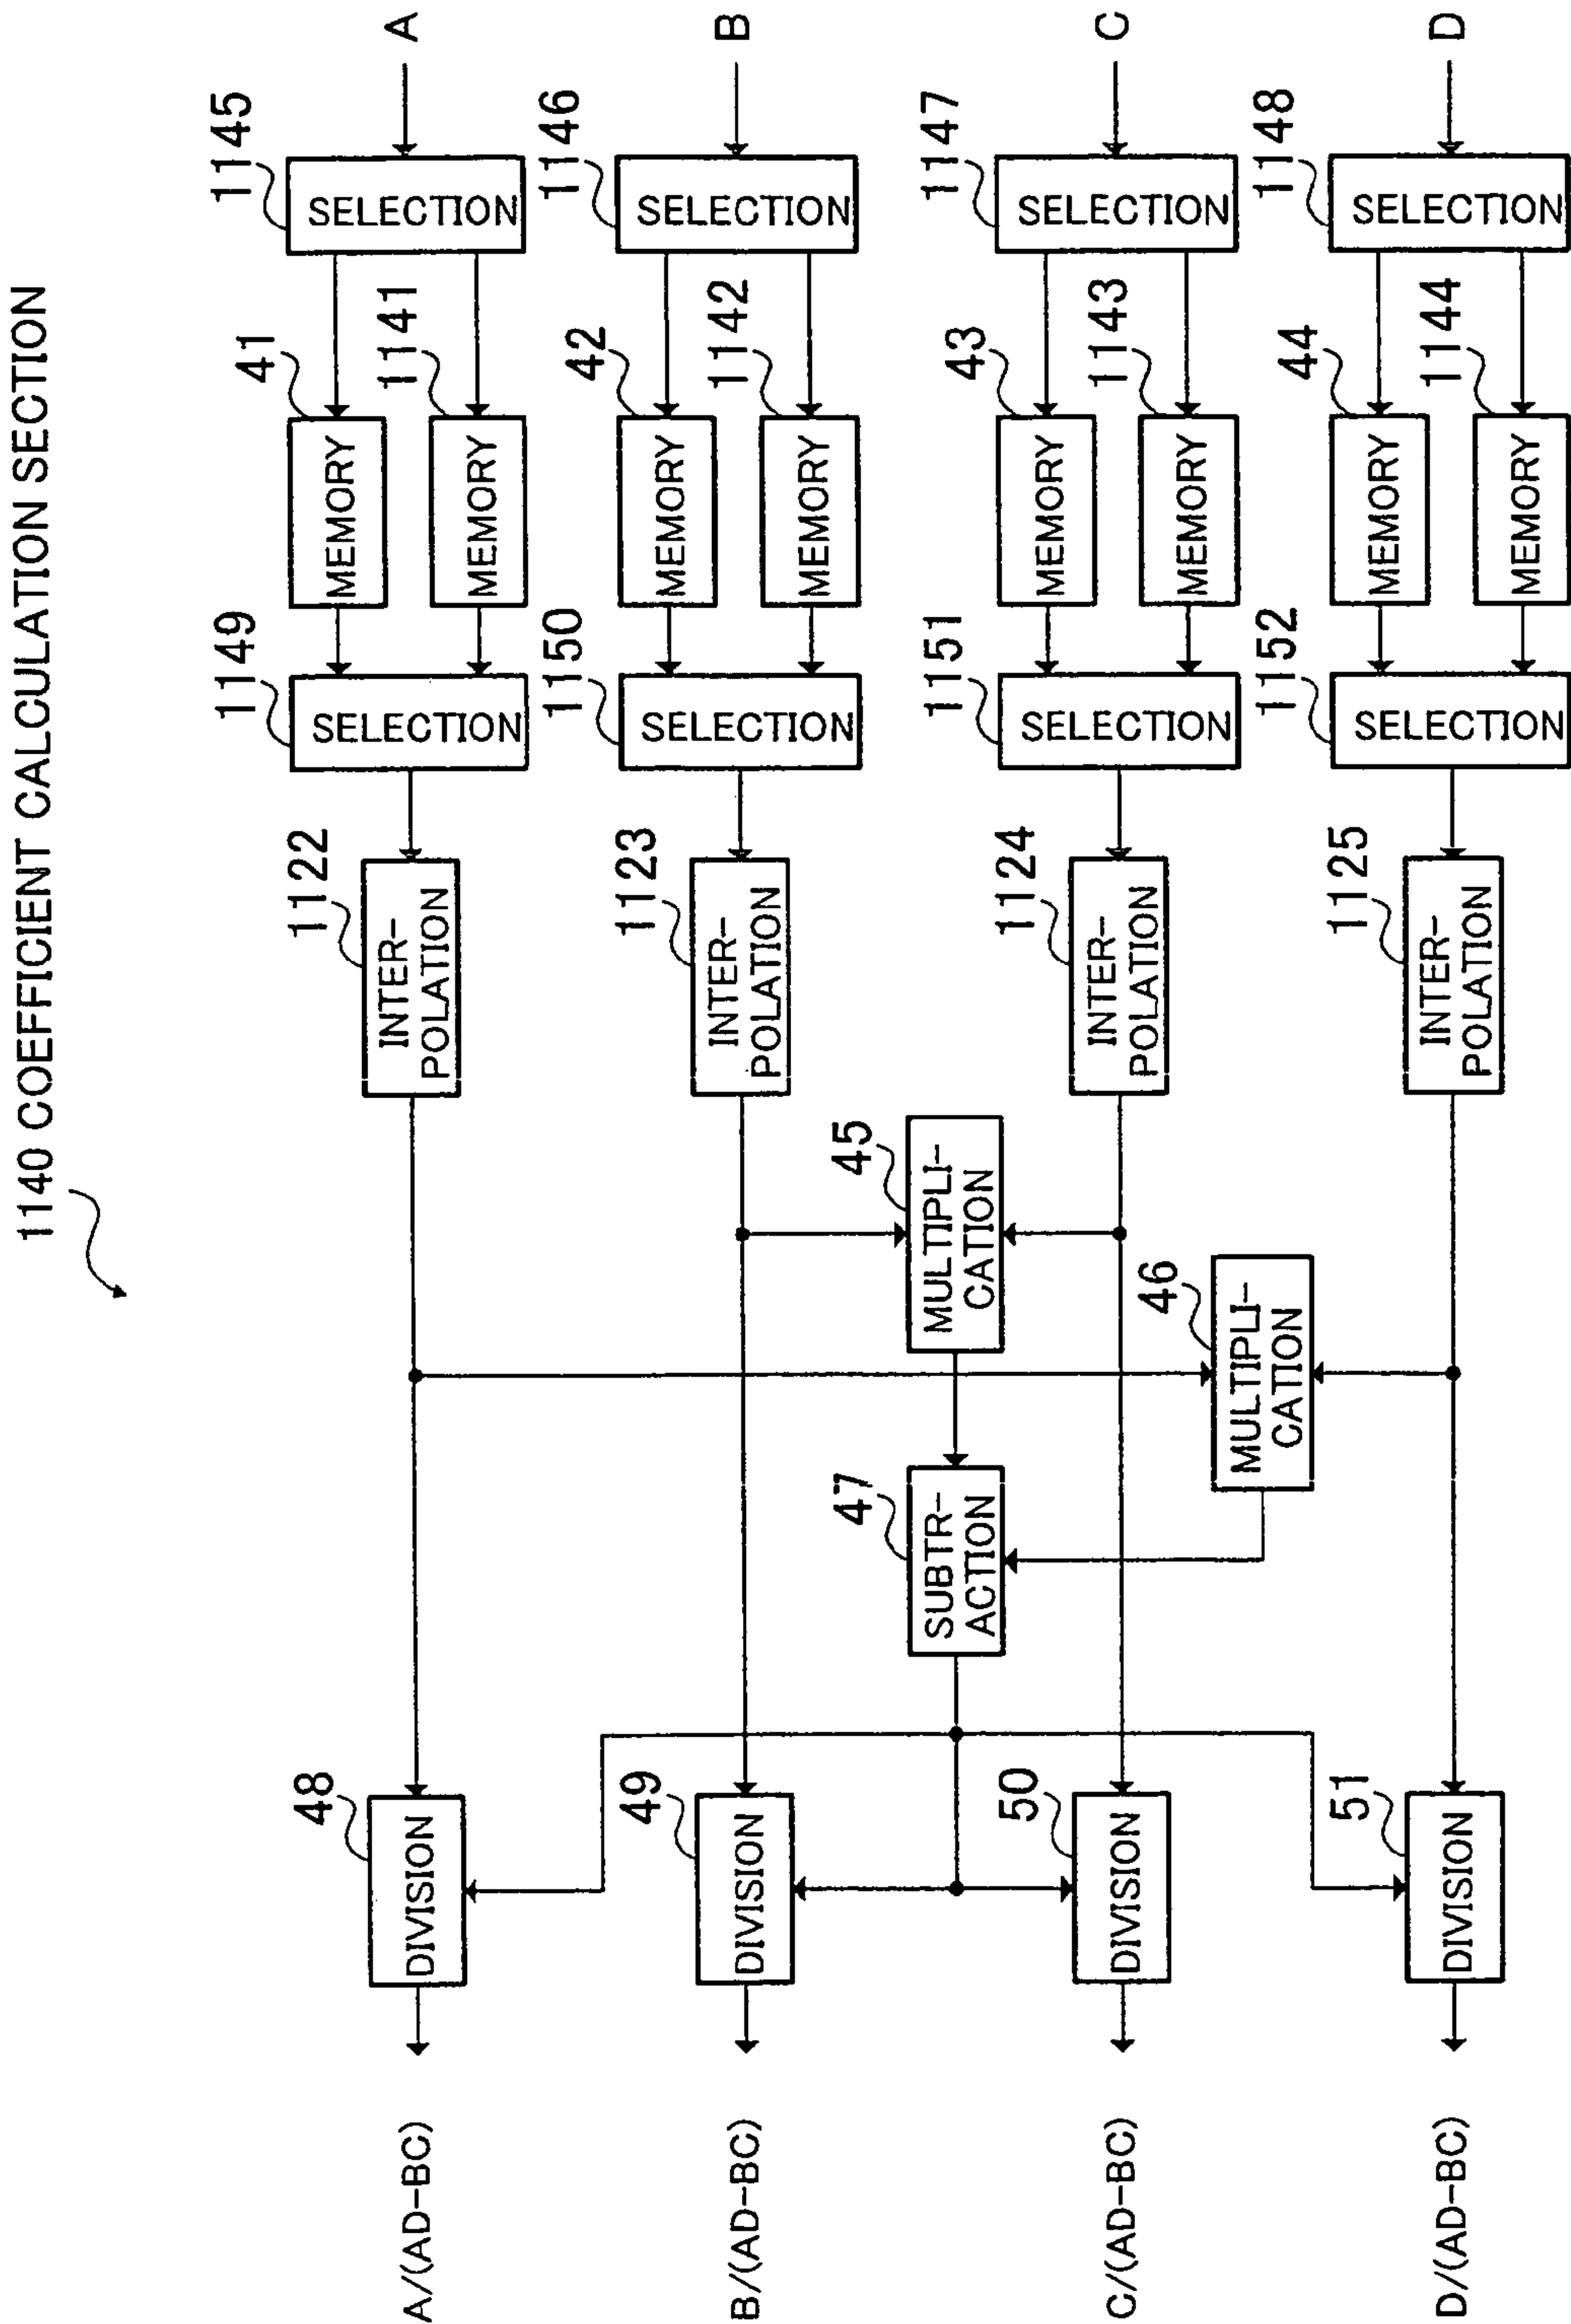 1140 COEFFICIENT CALCULATION SECTION
A
1145
SELECTION
41
MEMORY
1141
MEMORY
1149
SELECTION
1122
INTER-
POLATION
48
DIVISION
A/(AD-BC)
B
1146
SELECTION
42
MEMORY
1142
MEMORY
1150
SELECTION
1123
INTER-
POLATION
49
DIVISION
B/(AD-BC)
45
MULTIPLI-
CATION
47
SUBTR-
ACTION
C
1147
SELECTION
43
MEMORY
1143
MEMORY
1151
SELECTION
1124
INTER-
POLATION
50
DIVISION
C/(AD-BC)
46
MULTIPLI-
CATION
D
1148
SELECTION
44
MEMORY
1144
MEMORY
1152
SELECTION
1125
INTER-
POLATION
51
DIVISION
D/(AD-BC)